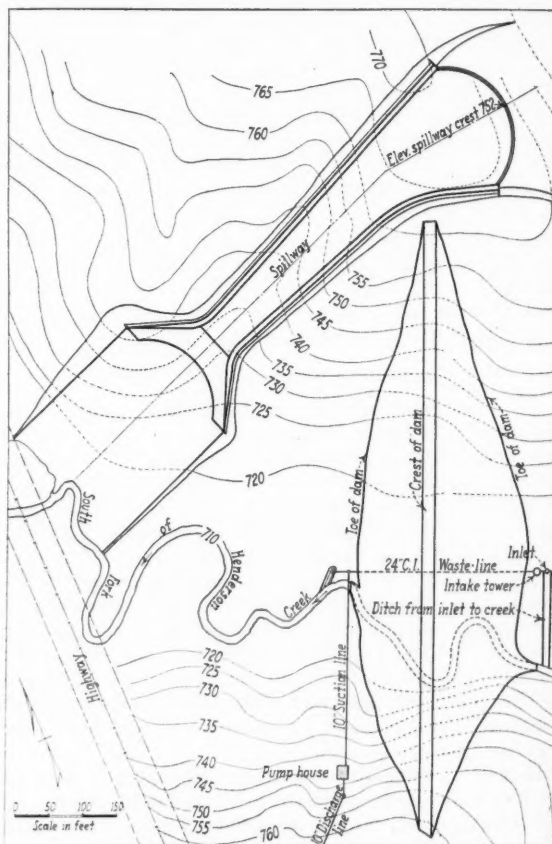 770
765
760
Elev. spillway crest 752
Spillway
755
750
745
740
735
730
725
720
Toe of dam
Crest of dam
Toe of dam
South
Fork
of
710
Henderson
Creek
24" C.I. Waste-line
Inlet
Intake tower
Ditch from inlet to creek
Highway
720
725
730
735
740
745
750
755
760
10" Suction line
Pump house
10" Discharge line
0 50 100 150
Scale in feet